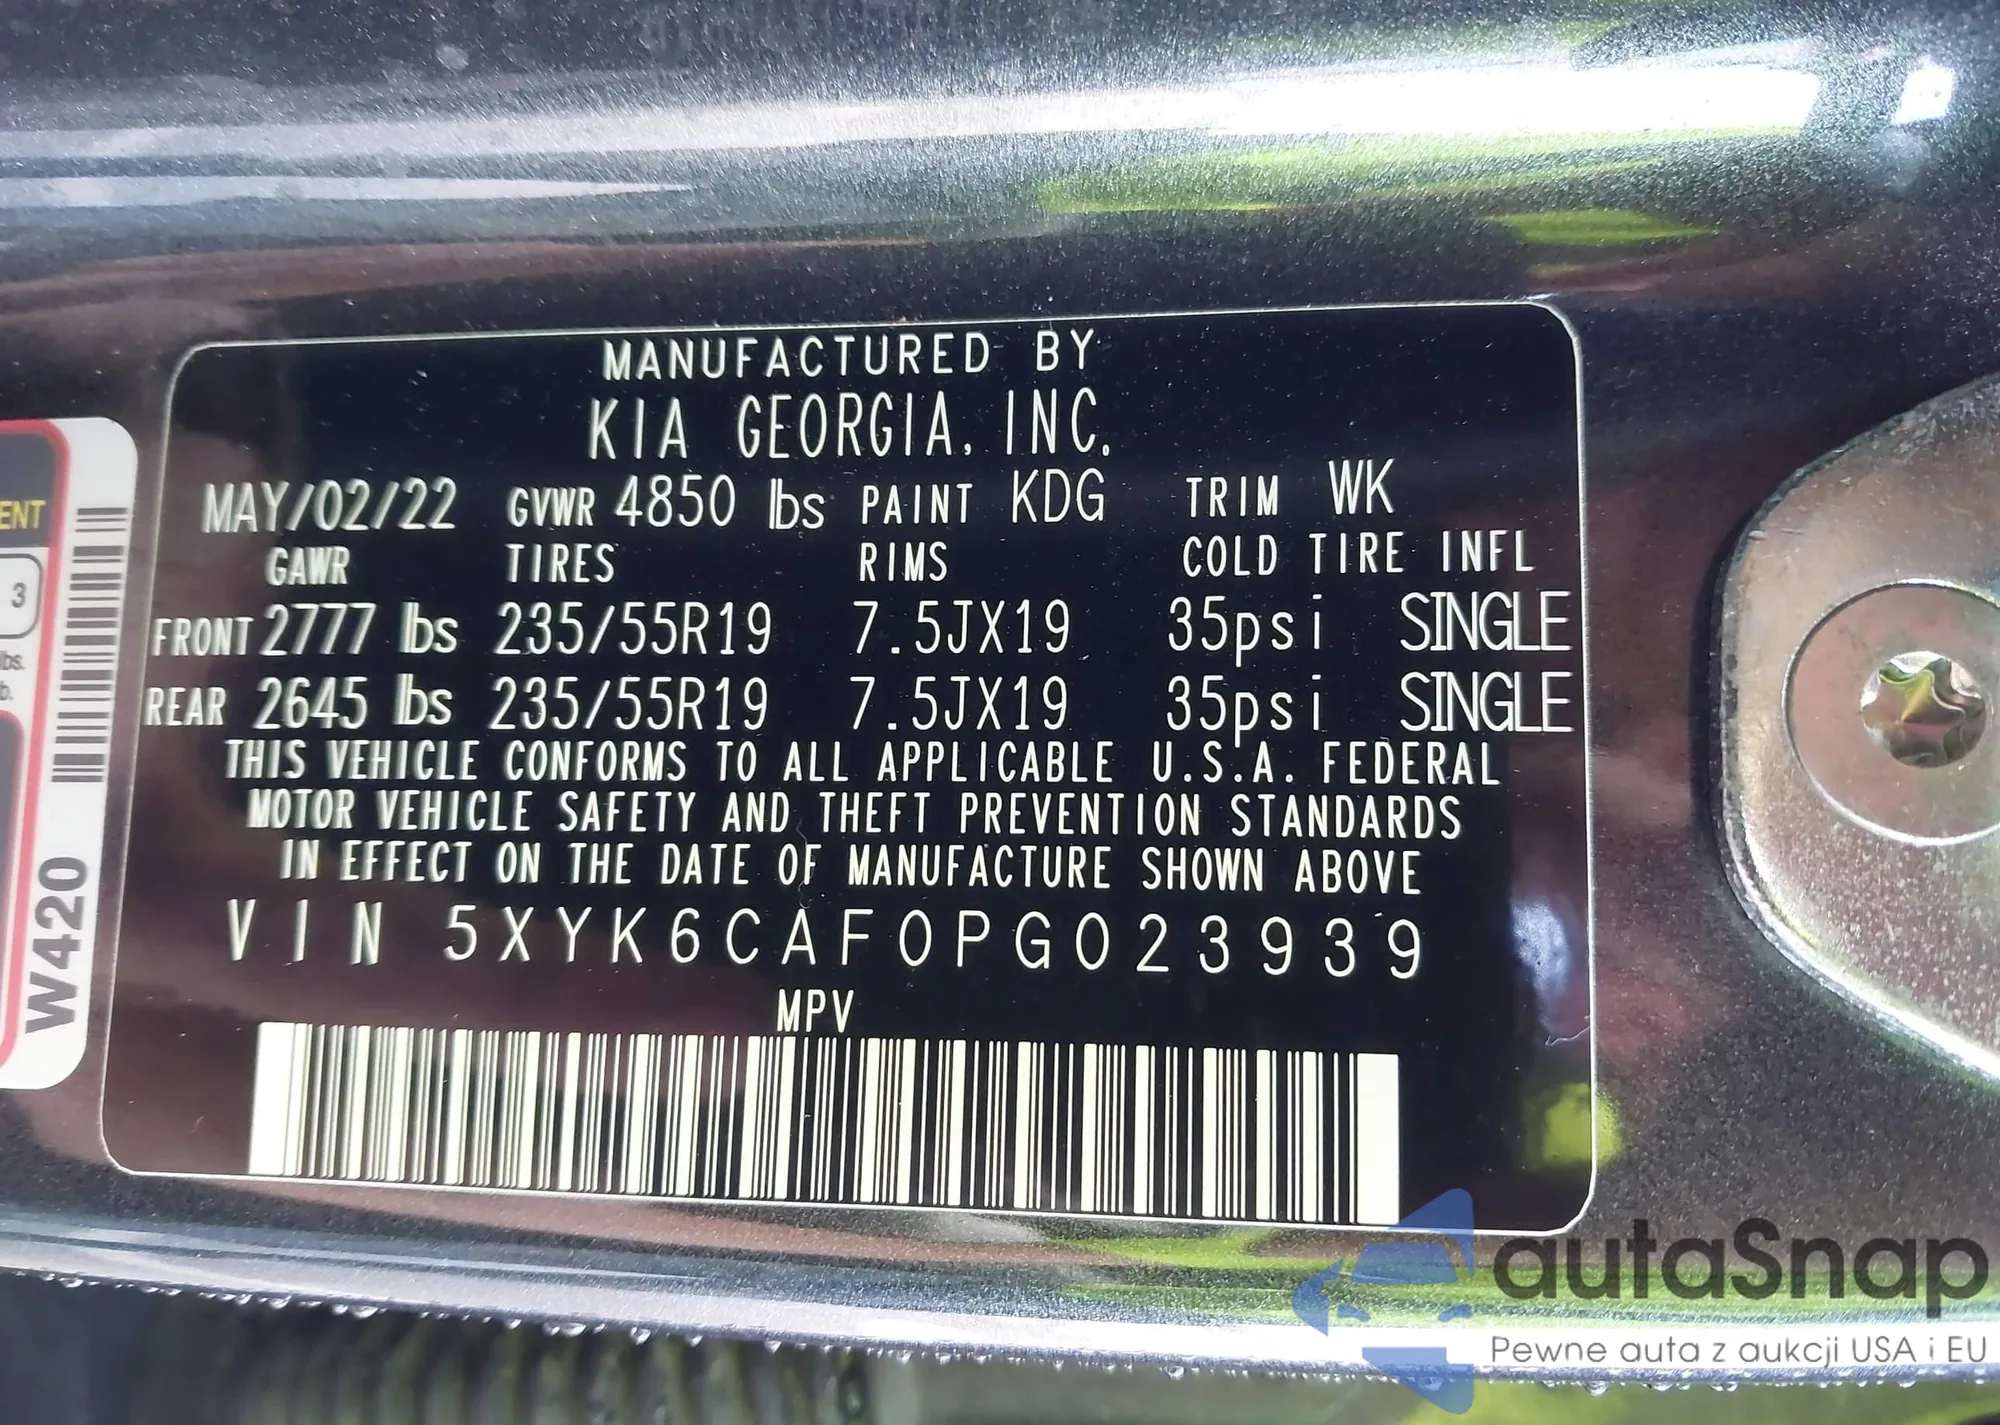 MANUFACTURED BY
KIA GEORGIA, INC.
MAY/02/22 GVWR 4850 lbs PAINT KDG TRIM WK
GAWR TIRES RIMS COLD TIRE INFL
FRONT 2777 lbs 235/55R19 7.5JX19 35psi SINGLE
REAR 2645 lbs 235/55R19 7.5JX19 35psi SINGLE
THIS VEHICLE CONFORMS TO ALL APPLICABLE U.S.A. FEDERAL
MOTOR VEHICLE SAFETY AND THEFT PREVENTION STANDARDS
IN EFFECT ON THE DATE OF MANUFACTURE SHOWN ABOVE
VIN 5XYK6CAF0PG023939
MPV
ENT
3
lbs.
b.
W420
autaSnap
Pewne auta z aukcji USA i EU